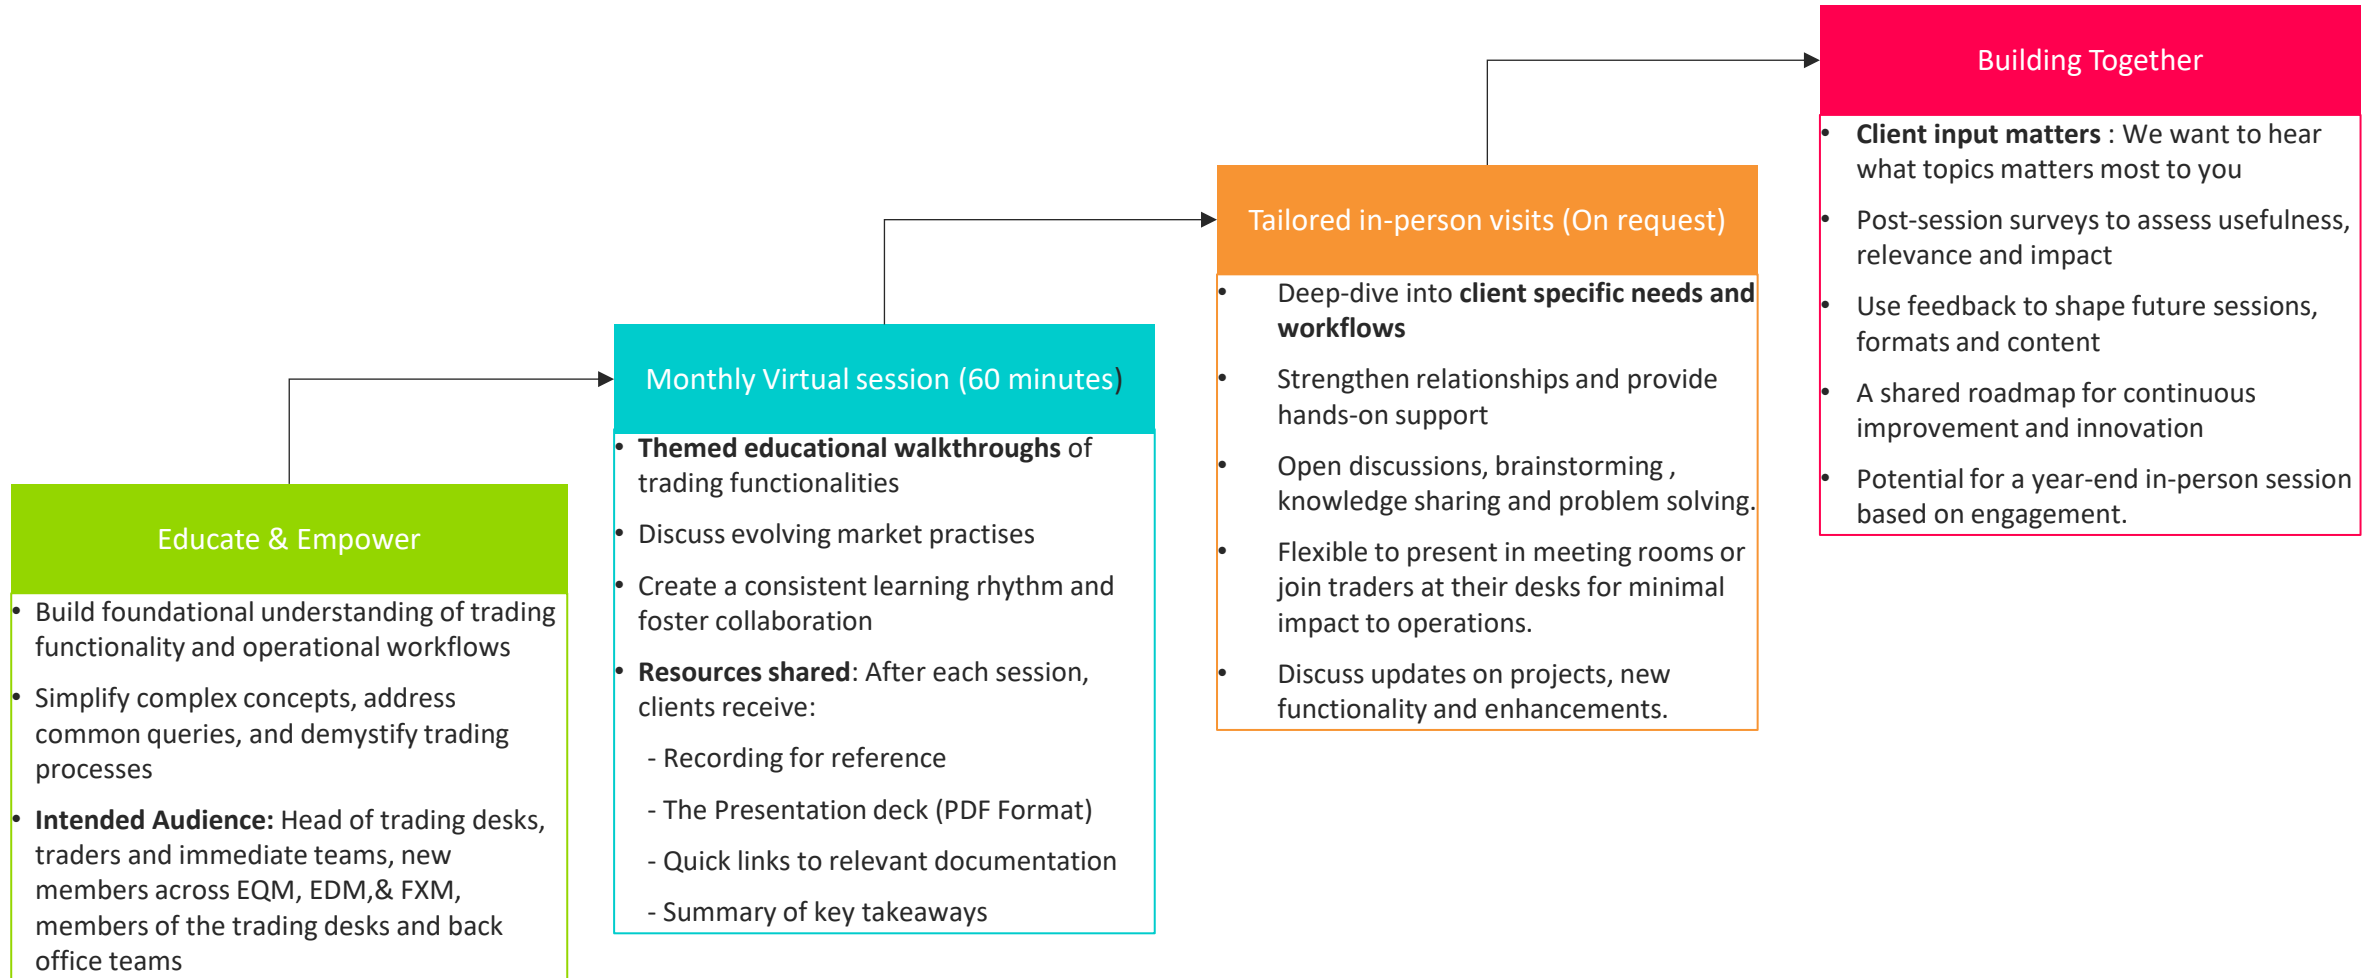 Educate & Empower
• Build foundational understanding of trading
functionality and operational workflows
• Simplify complex concepts, address
common queries, and demystify trading
processes
• Intended Audience: Head of trading desks,
traders and immediate teams, new
members across EQM, EDM,& FXM,
members of the trading desks and back
office teams
Monthly Virtual session (60 minutes)
• Themed educational walkthroughs of
trading functionalities
• Discuss evolving market practises
• Create a consistent learning rhythm and
foster collaboration
• Resources shared: After each session,
clients receive:
- Recording for reference
- The Presentation deck (PDF Format)
- Quick links to relevant documentation
- Summary of key takeaways
Tailored in-person visits (On request)
• Deep-dive into client specific needs and
workflows
• Strengthen relationships and provide
hands-on support
• Open discussions, brainstorming ,
knowledge sharing and problem solving.
• Flexible to present in meeting rooms or
join traders at their desks for minimal
impact to operations.
• Discuss updates on projects, new
functionality and enhancements.
Building Together
• Client input matters : We want to hear
what topics matters most to you
• Post-session surveys to assess usefulness,
relevance and impact
• Use feedback to shape future sessions,
formats and content
• A shared roadmap for continuous
improvement and innovation
• Potential for a year-end in-person session
based on engagement.